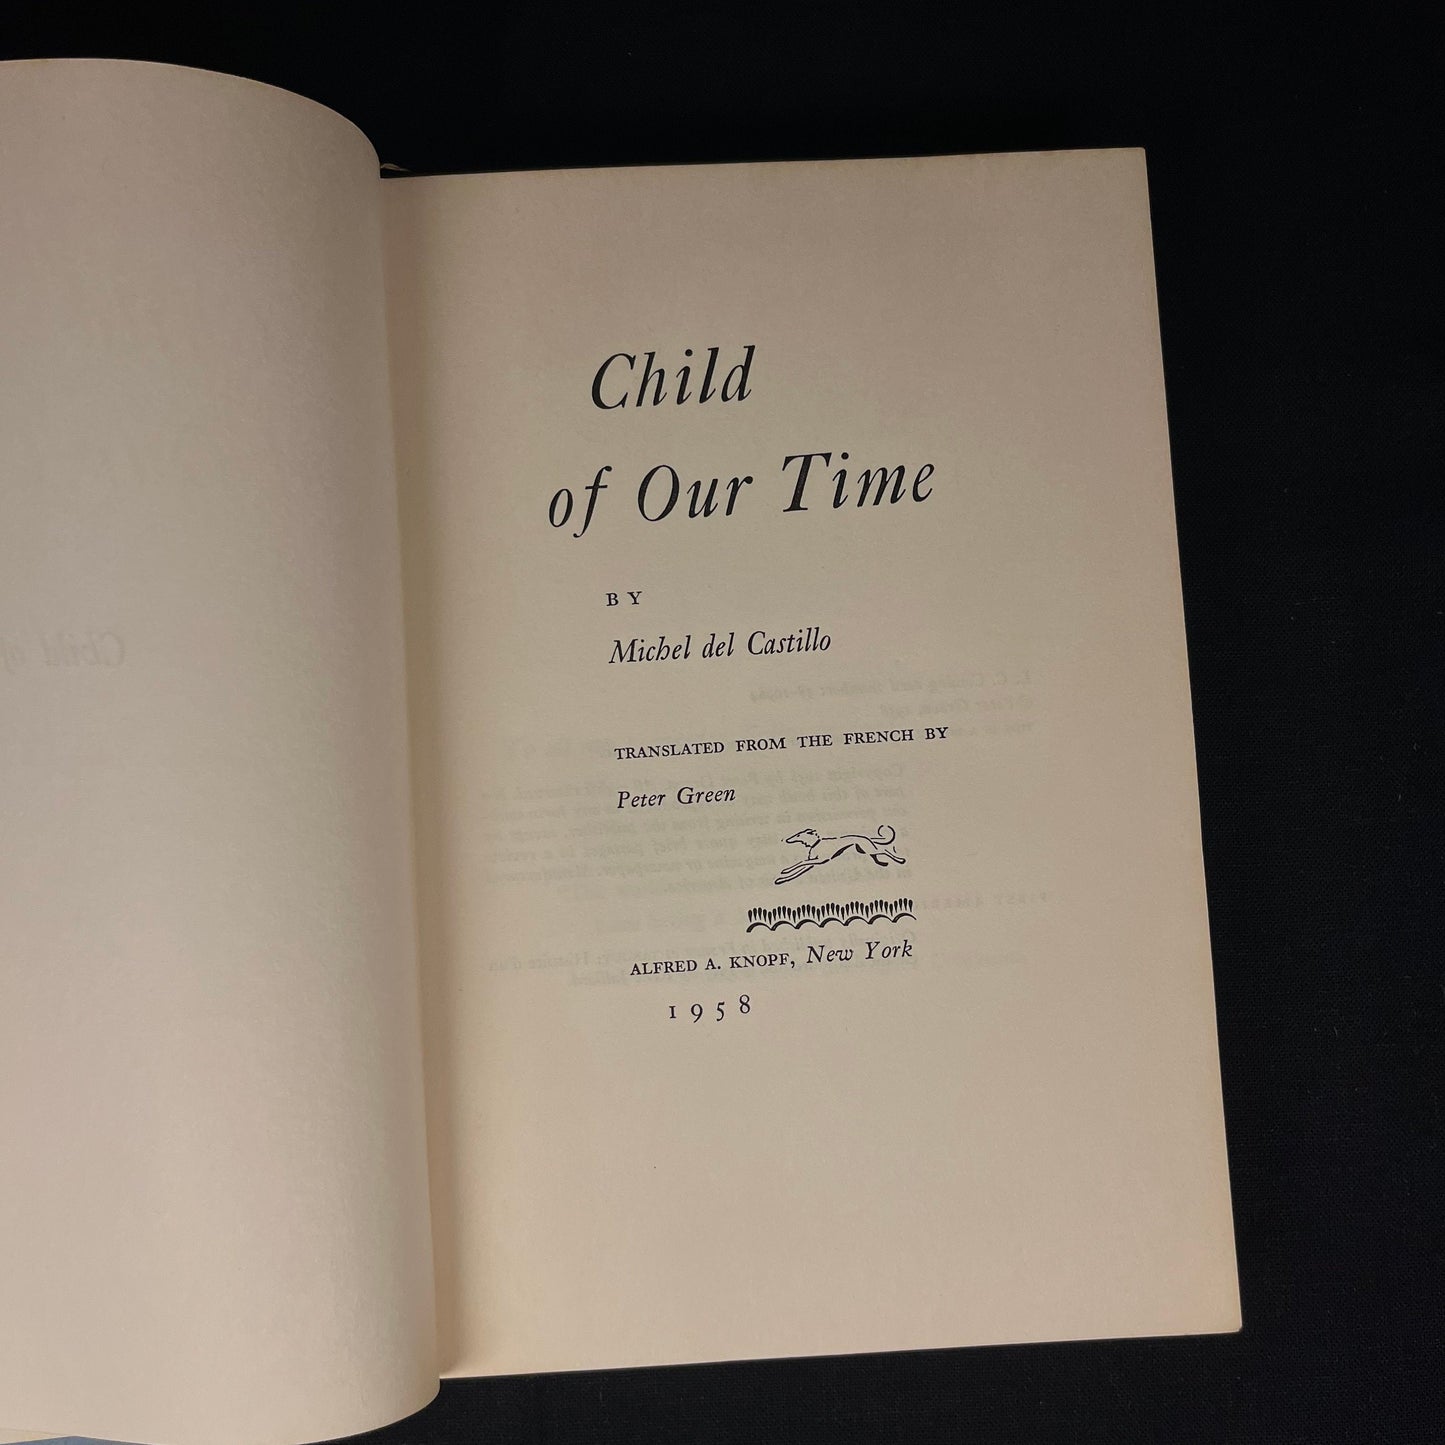 Child
of Our Time
BY
Michel del Castillo
TRANSLATED FROM THE FRENCH BY
Peter Green
ALFRED A. KNOPF, New York
1958